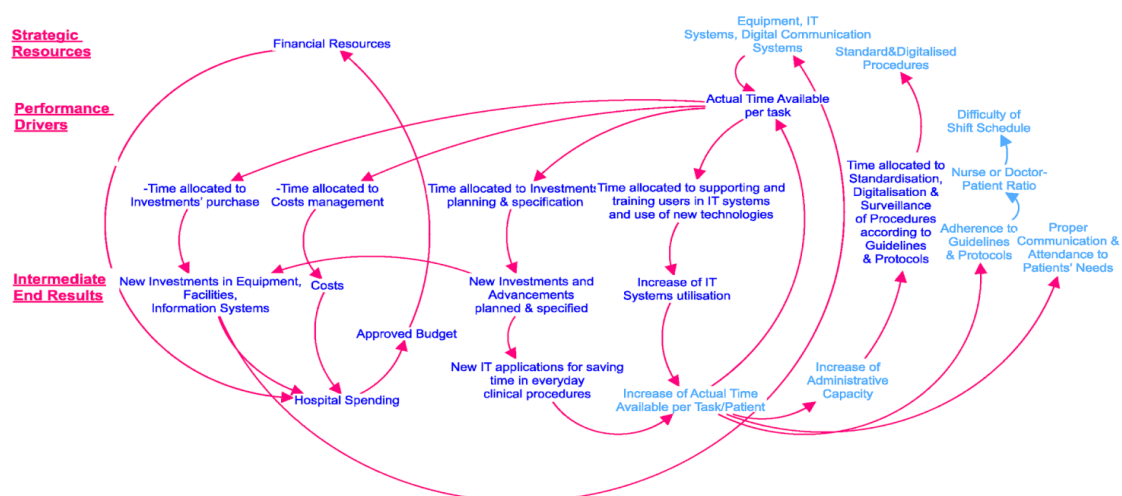 Strategic
Resources
Financial Resources
Equipment, IT
Systems, Digital Communication
Systems
Standard&Digitalised
Procedures
Performance
Drivers
Actual Time Available
per task
Difficulty of
Shift Schedule
-Time allocated to
Investments' purchase
-Time allocated to
Costs management
Time allocated to Investments
planning & specification
Time allocated to supporting and
training users in IT systems
and use of new technologies
Time allocated to
Standardisation,
Digitalisation &
Surveillance
of Procedures
according to
Guidelines
& Protocols
Nurse or Doctor-
Patient Ratio
Adherence to
Guidelines
& Protocols
Proper
Communication &
Attendance to
Patients' Needs
Intermediate
End Results
New Investments in Equipment,
Facilities,
Information Systems
Costs
New Investments and
Advancements
planned & specified
Increase of IT
Systems utilisation
Approved Budget
New IT applications for saving
time in everyday
clinical procedures
Hospital Spending
Increase of Actual Time
Available per Task/Patient
Increase of
Administrative
Capacity